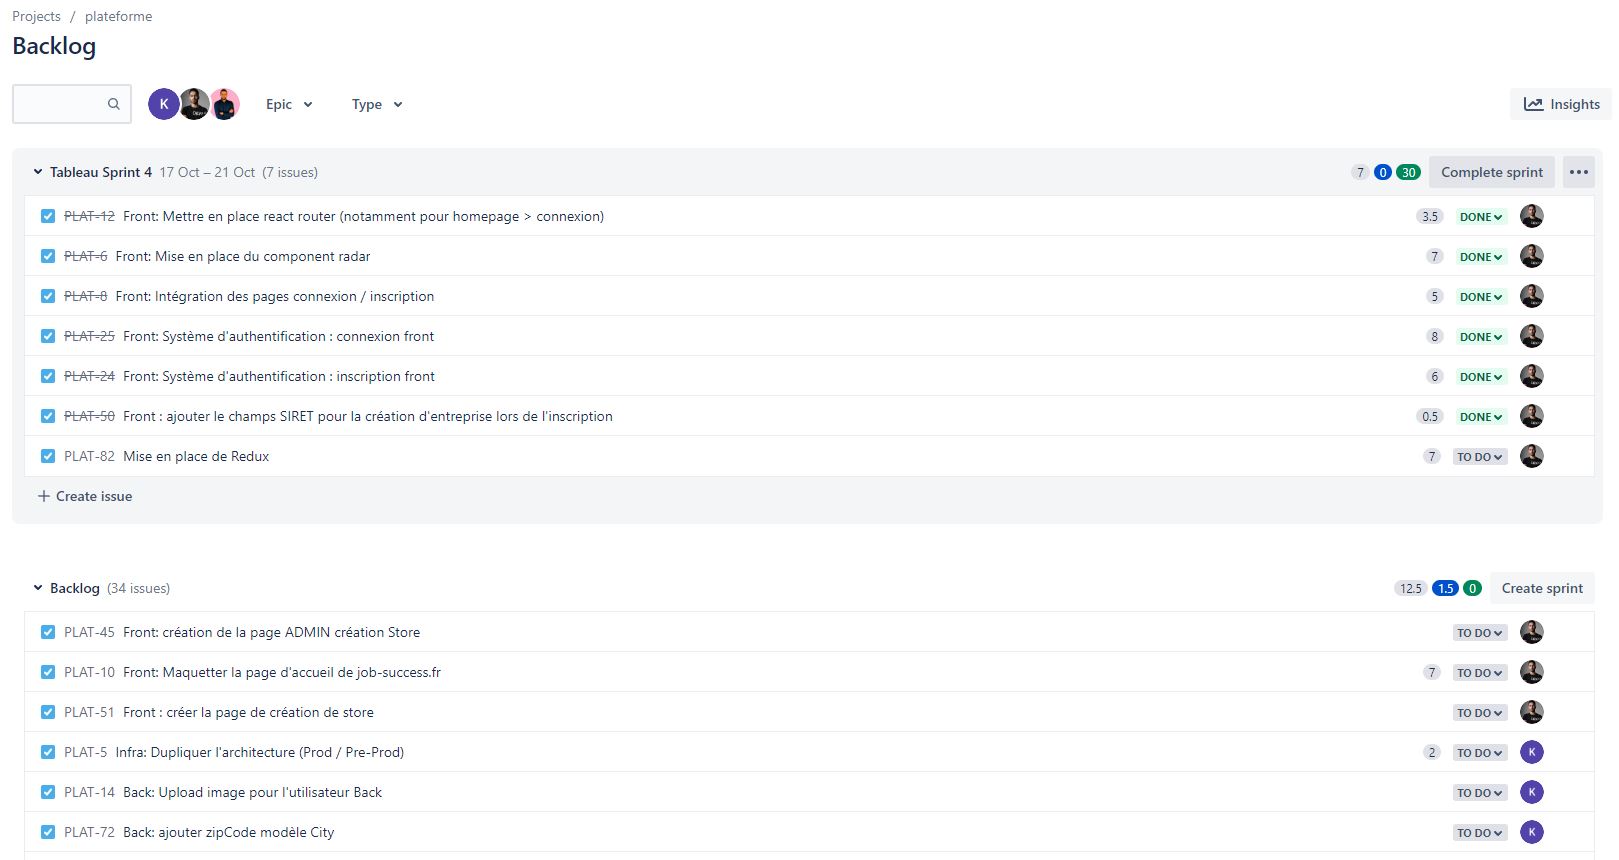 Projects / plateforme
Backlog
K Epic Type Insights
Tableau Sprint 4 17 Oct – 21 Oct (7 issues) 7 0 30 Complete sprint
PLAT-12 Front: Mettre en place react router (notamment pour homepage > connexion) 3.5 DONE
PLAT-6 Front: Mise en place du component radar 7 DONE
PLAT-8 Front: Intégration des pages connexion / inscription 5 DONE
PLAT-25 Front: Système d'authentification : connexion front 8 DONE
PLAT-24 Front: Système d'authentification : inscription front 6 DONE
PLAT-50 Front : ajouter le champs SIRET pour la création d'entreprise lors de l'inscription 0.5 DONE
PLAT-82 Mise en place de Redux 7 TO DO
+ Create issue
Backlog (34 issues) 12.5 1.5 0 Create sprint
PLAT-45 Front: création de la page ADMIN création Store TO DO
PLAT-10 Front: Maquetter la page d'accueil de job-success.fr 7 TO DO
PLAT-51 Front : créer la page de création de store TO DO
PLAT-5 Infra: Dupliquer l'architecture (Prod / Pre-Prod) 2 TO DO K
PLAT-14 Back: Upload image pour l'utilisateur Back TO DO K
PLAT-72 Back: ajouter zipCode modèle City TO DO K